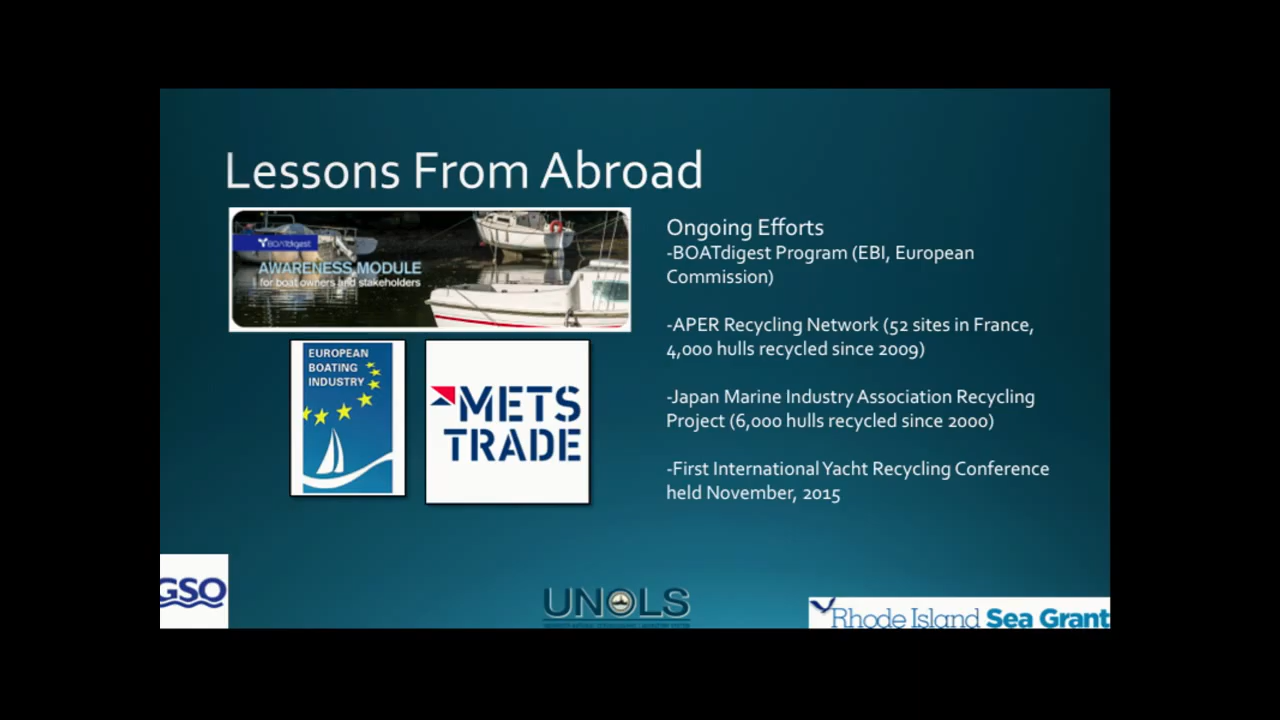 Lessons From Abroad
BOATdigest
AWARENESS MODULE
for boat owners and stakeholders
EUROPEAN
BOATING
INDUSTRY
METS
TRADE
Ongoing Efforts
-BOATdigest Program (EBI, European
Commission)
-APER Recycling Network (52 sites in France,
4,000 hulls recycled since 2009)
-Japan Marine Industry Association Recycling
Project (6,000 hulls recycled since 2000)
-First International Yacht Recycling Conference
held November, 2015
GSO
UNOLS
Rhode Island Sea Grant